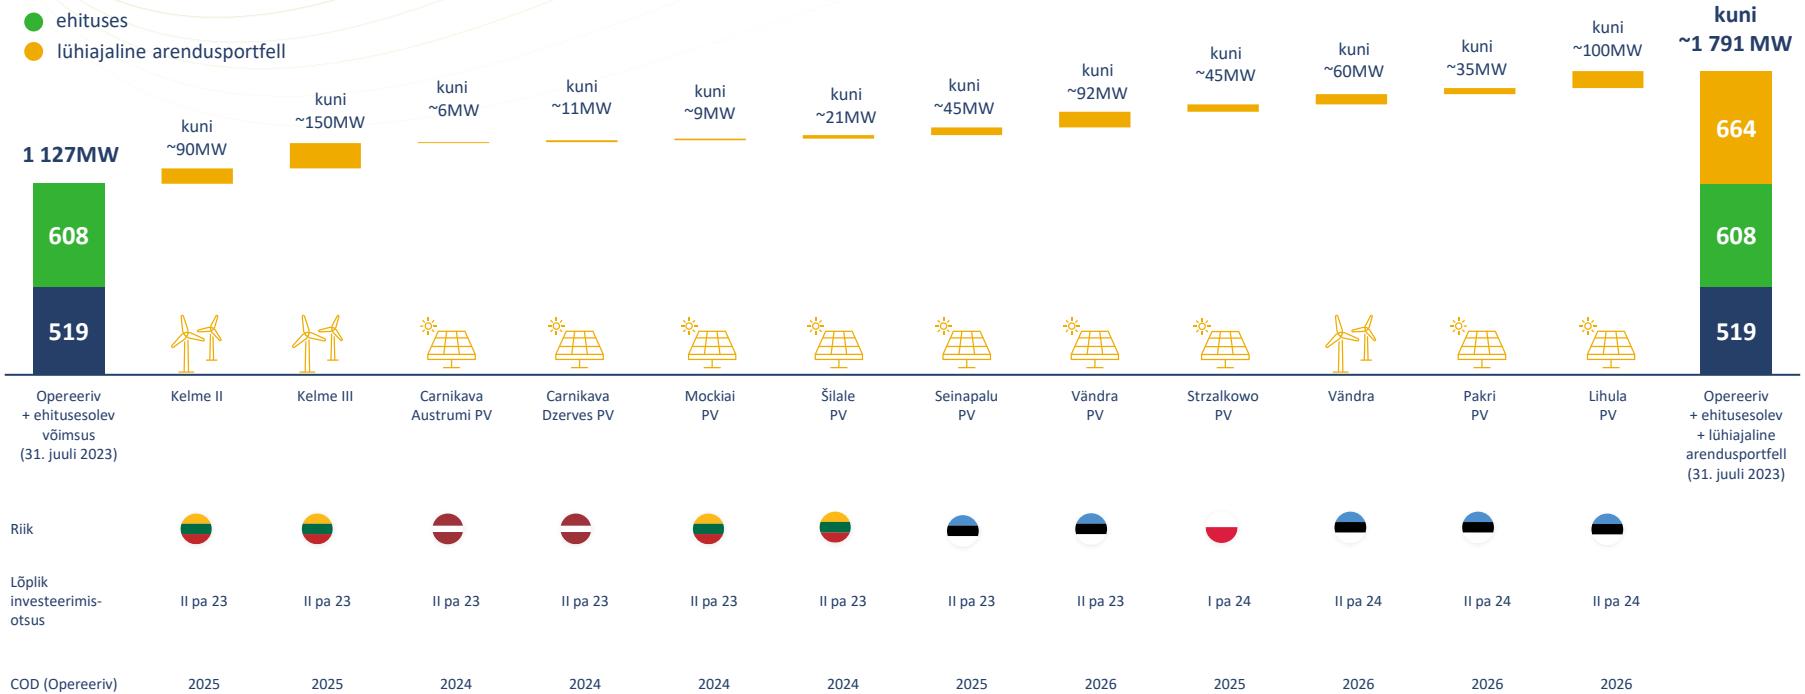 ehituses
lühiajaline arendusportfell
1 127MW
608
519
kuni
~90MW
kuni
~150MW
kuni
~6MW
kuni
~11MW
kuni
~9MW
kuni
~21MW
kuni
~45MW
kuni
~92MW
kuni
~45MW
kuni
~60MW
kuni
~35MW
kuni
~100MW
kuni
~1 791 MW
664
608
519
Opereeriv
+ ehitusesolev
võimsus
(31. juuli 2023)
Kelme II
Kelme III
Carnikava
Austrumi PV
Carnikava
Dzerves PV
Mockiai
PV
Šilale
PV
Seinapalu
PV
Vändra
PV
Strzalkowo
PV
Vändra
Pakri
PV
Lihula
PV
Opereeriv
+ ehitusesolev
+ lühiajaline
arendusportfell
(31. juuli 2023)
Riik
Lõplik
investeerimis-
otsus
II pa 23
II pa 23
II pa 23
II pa 23
II pa 23
II pa 23
II pa 23
II pa 23
I pa 24
II pa 24
II pa 24
II pa 24
COD (Opereeriv)
2025
2025
2024
2024
2024
2024
2025
2026
2025
2026
2026
2026